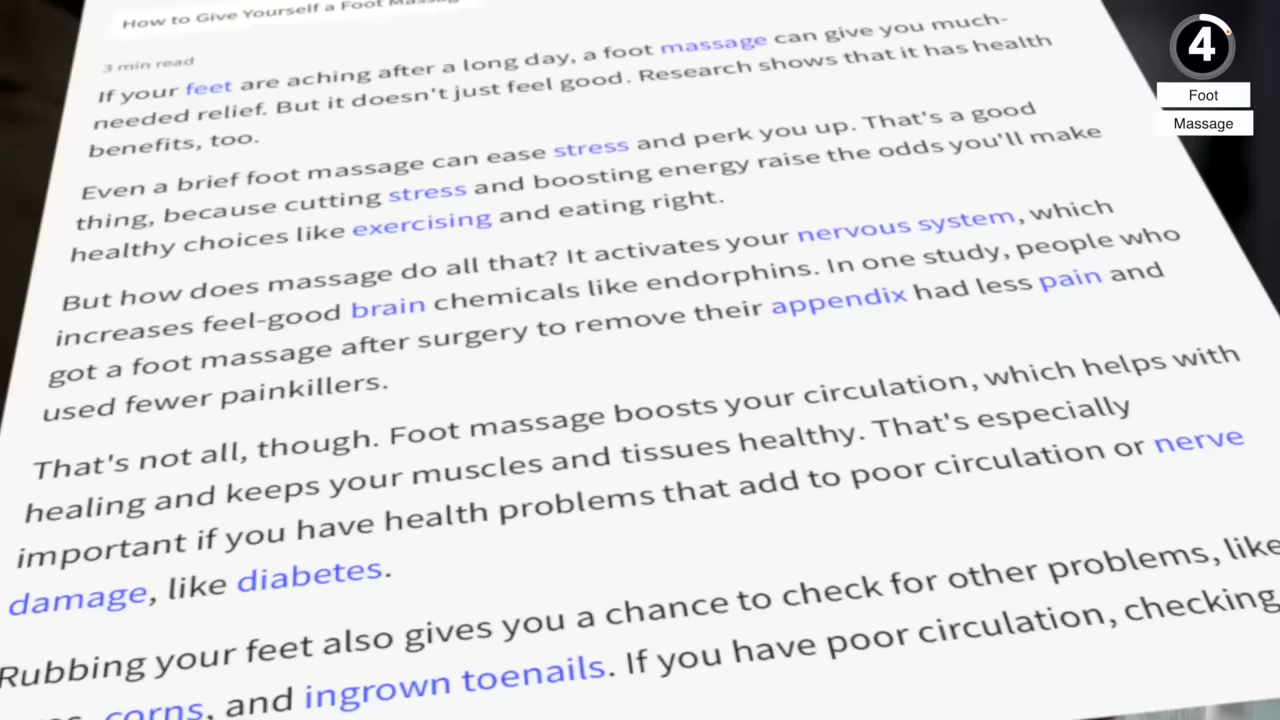 How to Give Yourself a Foot
3 min read
If your feet are aching after a long day, a foot massage can give you much-
needed relief. But it doesn't just feel good. Research shows that it has health
benefits, too.
Even a brief foot massage can ease stress and perk you up. That's a good
thing, because cutting stress and boosting energy raise the odds you'll make
healthy choices like exercising and eating right.
But how does massage do all that? It activates your nervous system, which
increases feel-good brain chemicals like endorphins. In one study, people who
got a foot massage after surgery to remove their appendix had less pain and
used fewer painkillers.
That's not all, though. Foot massage boosts your circulation, which helps with
healing and keeps your muscles and tissues healthy. That's especially
important if you have health problems that add to poor circulation or nerve
damage, like diabetes.
Rubbing your feet also gives you a chance to check for other problems, like
corns, and ingrown toenails. If you have poor circulation, checking
4
Foot
Massage